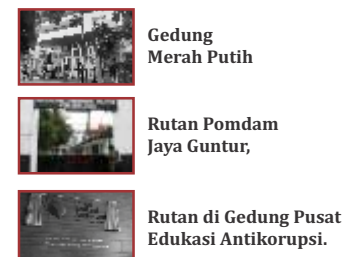 Gedung
Merah Putih
Rutan Pomdam
Jaya Guntur,
Rutan di Gedung Pusat
Edukasi Antikorupsi.